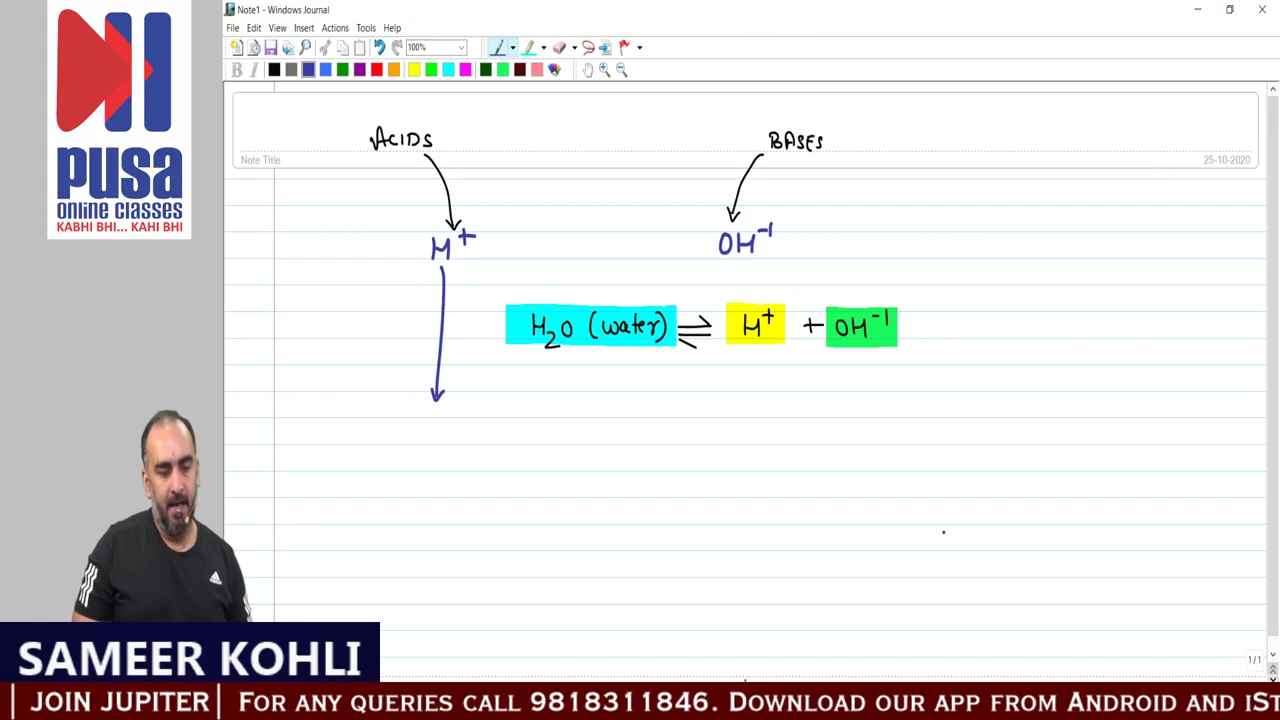 Note1 - Windows Journal
File Edit View Insert Actions Tools Help
100%
B I
PUSA
ONLINE CLASSES
KABHI BHI... KAHI BHI
ACIDS
BASES
Note Title
25-10-2020
H+
OH-1
H2O (water) ⇌ H+ + OH-1
adidas
1/1
SAMEER KOHLI
| JOIN JUPITER | FOR ANY QUERIES CALL 9818311846. DOWNLOAD OUR APP FROM ANDROID AND IST